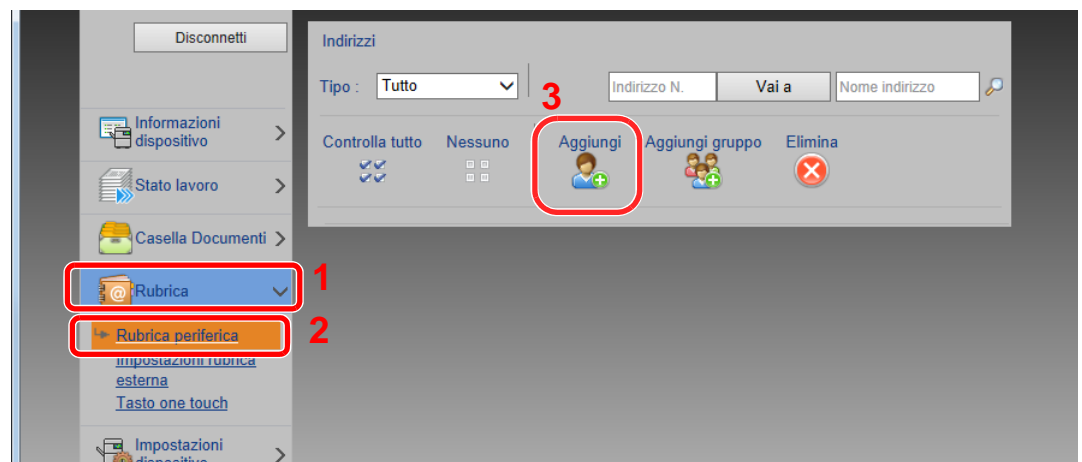 Disconnetti
Informazioni
dispositivo
Stato lavoro
Casella Documenti
Rubrica
1
Rubrica periferica
2
Impostazioni rubrica
esterna
Tasto one touch
Impostazioni
dispositivo
Indirizzi
Tipo : Tutto
Indirizzo N. Vai a Nome indirizzo
3
Controlla tutto Nessuno Aggiungi Aggiungi gruppo Elimina